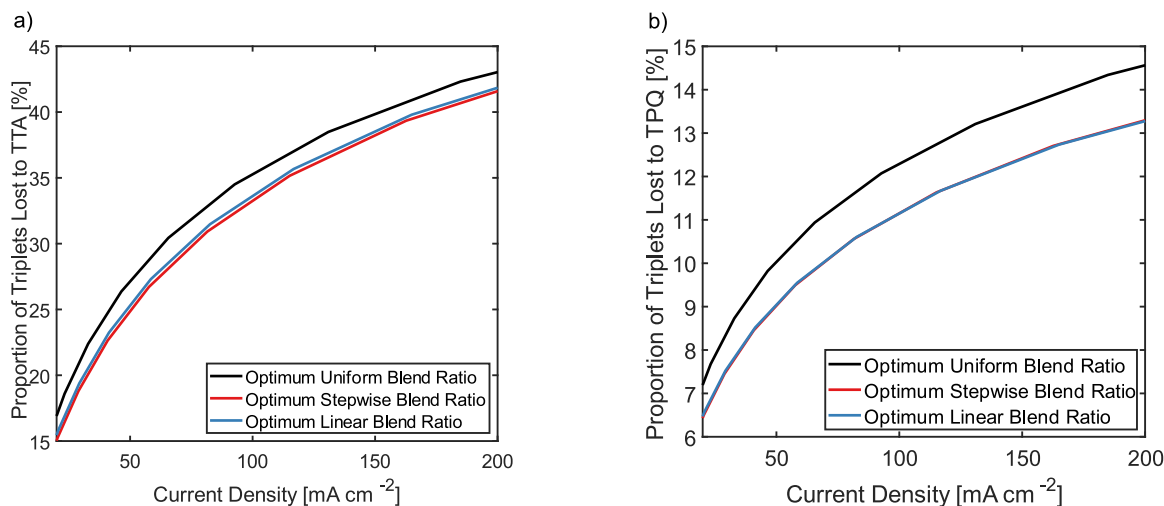 a)
Proportion of Triplets Lost to TTA [%]
45
40
35
30
25
20
15
50
100
150
200
Current Density [mA cm -2]
Optimum Uniform Blend Ratio
Optimum Stepwise Blend Ratio
Optimum Linear Blend Ratio
b)
Proportion of Triplets Lost to TPQ [%]
15
14
13
12
11
10
9
8
7
6
50
100
150
200
Current Density [mA cm -2]
Optimum Uniform Blend Ratio
Optimum Stepwise Blend Ratio
Optimum Linear Blend Ratio